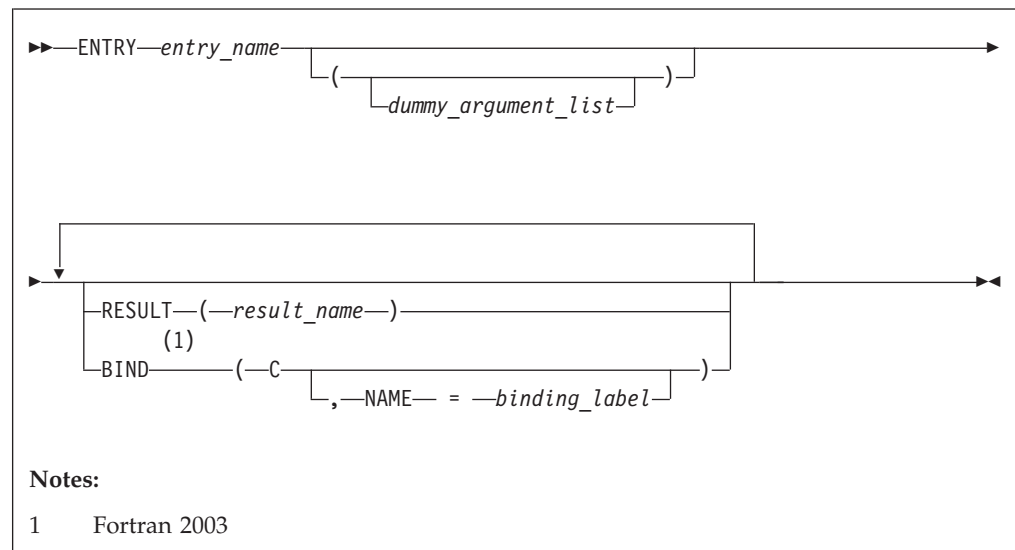 ENTRY entry_name
( )
dummy_argument_list
RESULT ( result_name )
(1)
BIND ( C )
, NAME = binding_label
Notes:
1 Fortran 2003